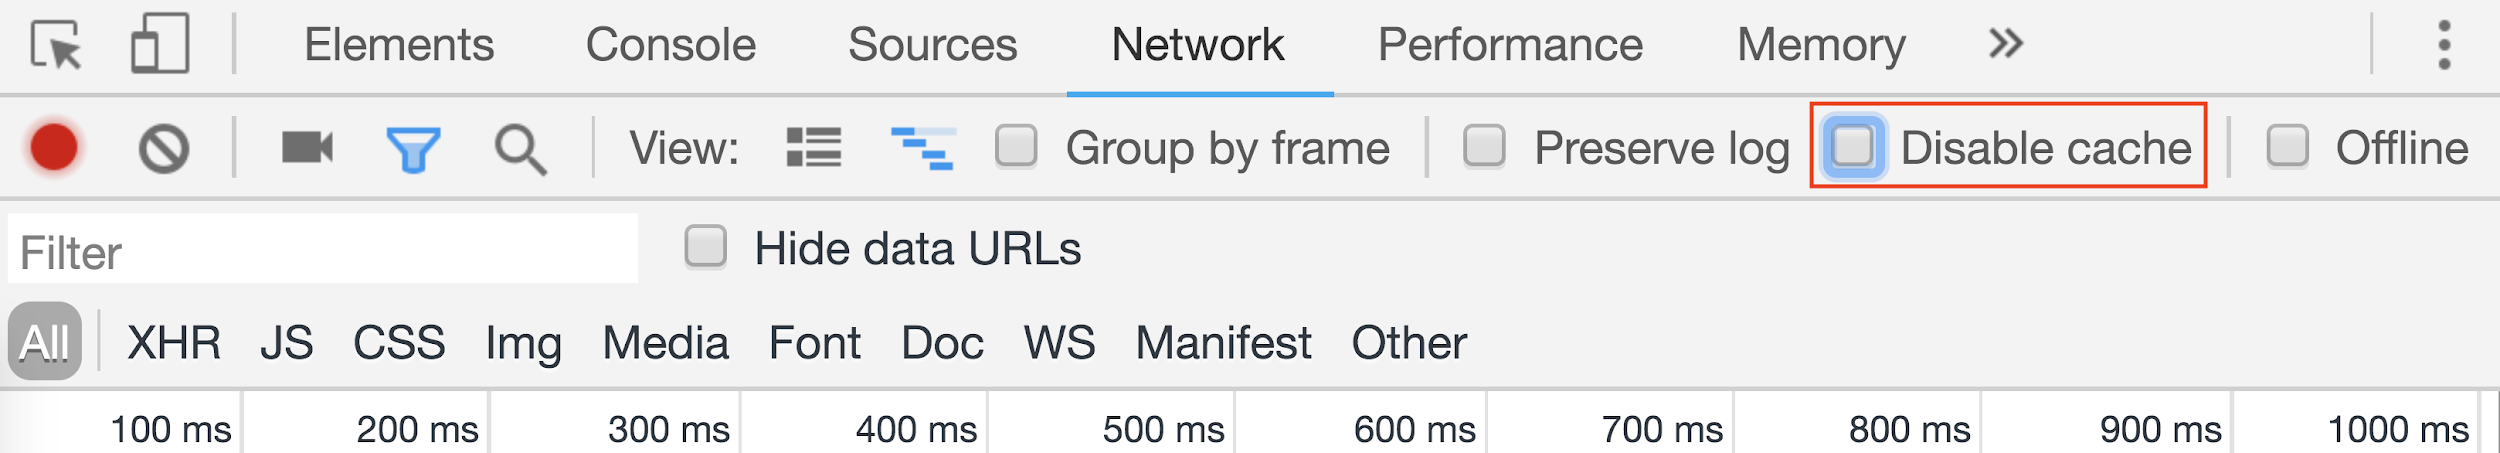 Elements Console Sources Network Performance Memory
View: Group by frame Preserve log Disable cache Offline
Filter Hide data URLs
All XHR JS CSS Img Media Font Doc WS Manifest Other
100 ms 200 ms 300 ms 400 ms 500 ms 600 ms 700 ms 800 ms 900 ms 1000 ms